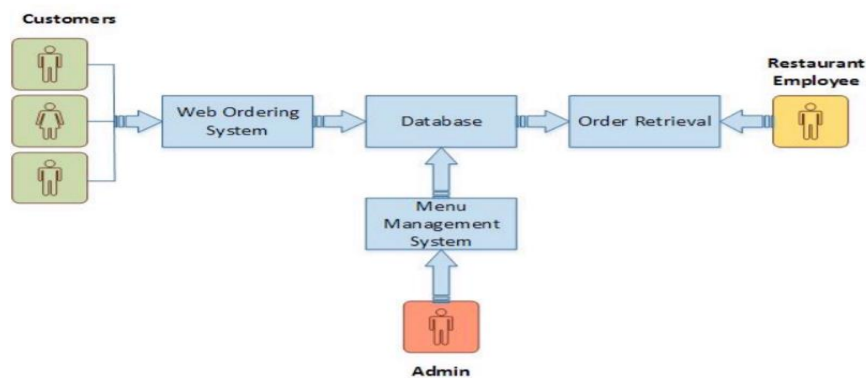 Customers
Restaurant
Employee
Web Ordering
System
Database
Order Retrieval
Menu
Management
System
Admin